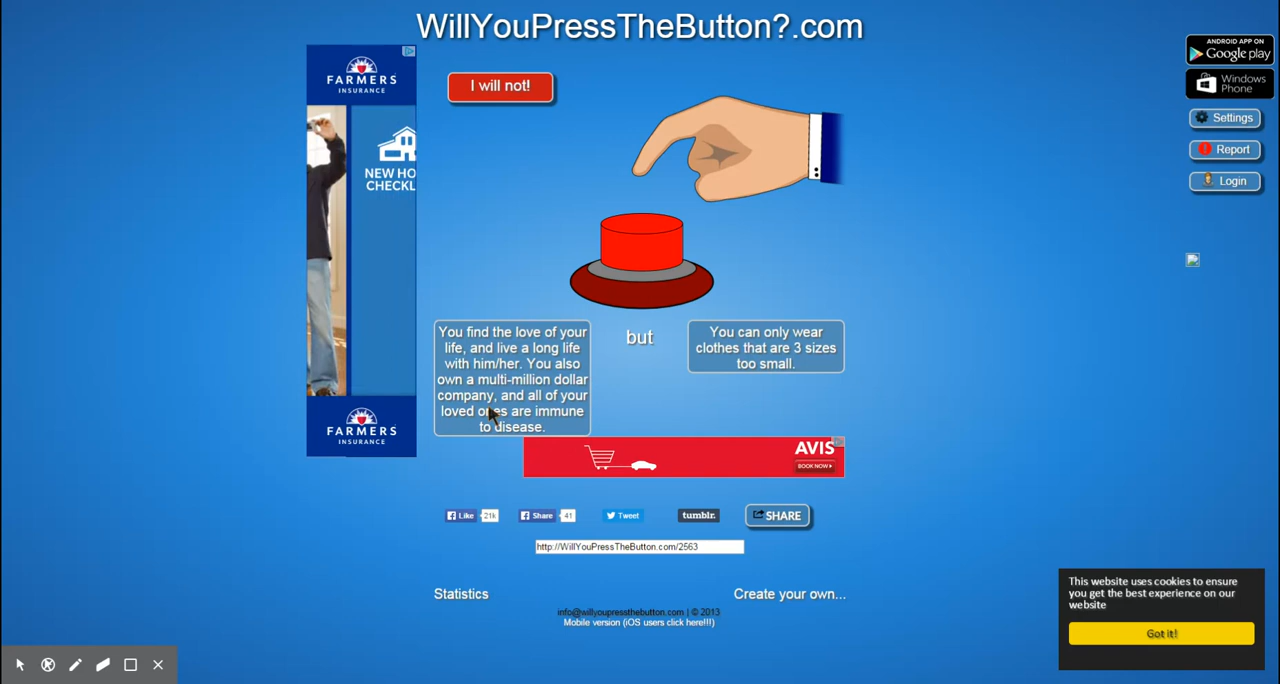 WillYouPressTheButton?.com
FARMERS
INSURANCE
NEW HO
CHECKL
FARMERS
INSURANCE
I will not!
You find the love of your
life, and live a long life
with him/her. You also
own a multi-million dollar
company, and all of your
loved ones are immune
to disease.
but
You can only wear
clothes that are 3 sizes
too small.
AVIS
BOOK NOW
Like 21k
Share 41
Tweet
tumblr.
SHARE
http://WillYouPressTheButton.com/2563
Statistics
Create your own...
info@willyoupressthebutton.com | © 2013
Mobile version (iOS users click here!!!)
ANDROID APP ON
Google play
Windows
Phone
Settings
Report
Login
This website uses cookies to ensure
you get the best experience on our
website
Got it!